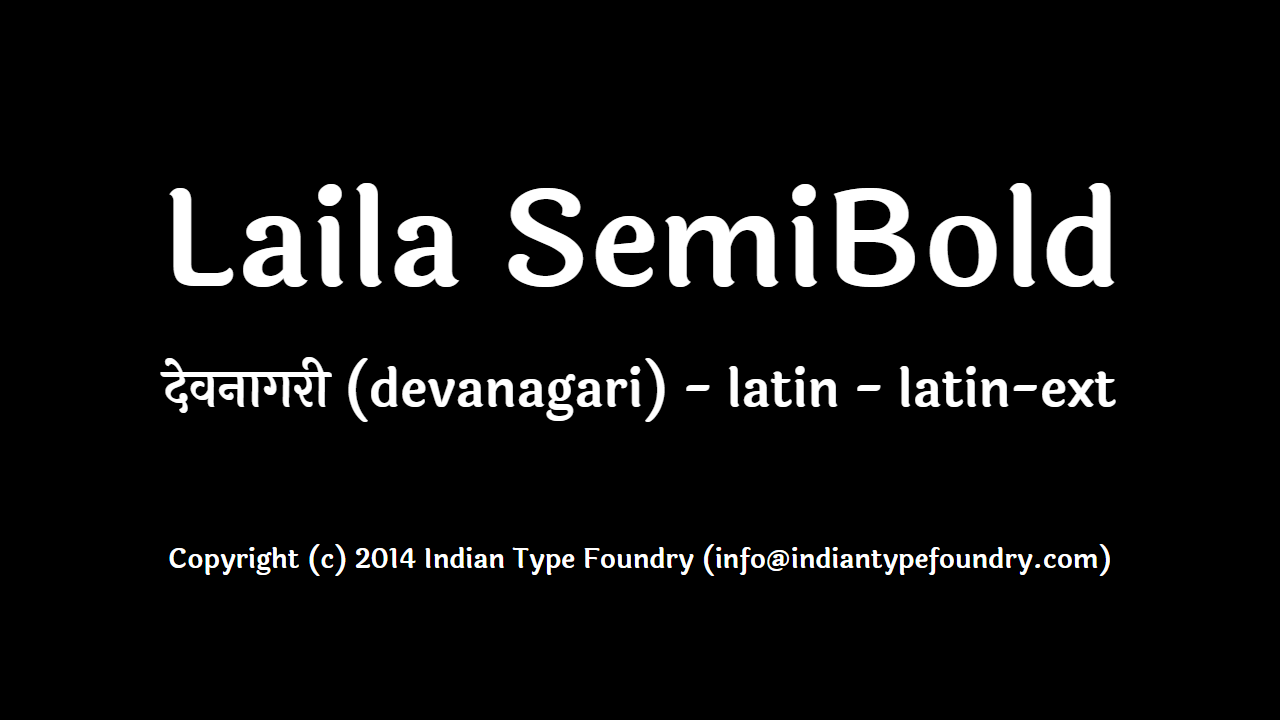 Laila SemiBold
देवनागरी (devanagari) - latin - latin-ext
Copyright (c) 2014 Indian Type Foundry (info@indiantypefoundry.com)